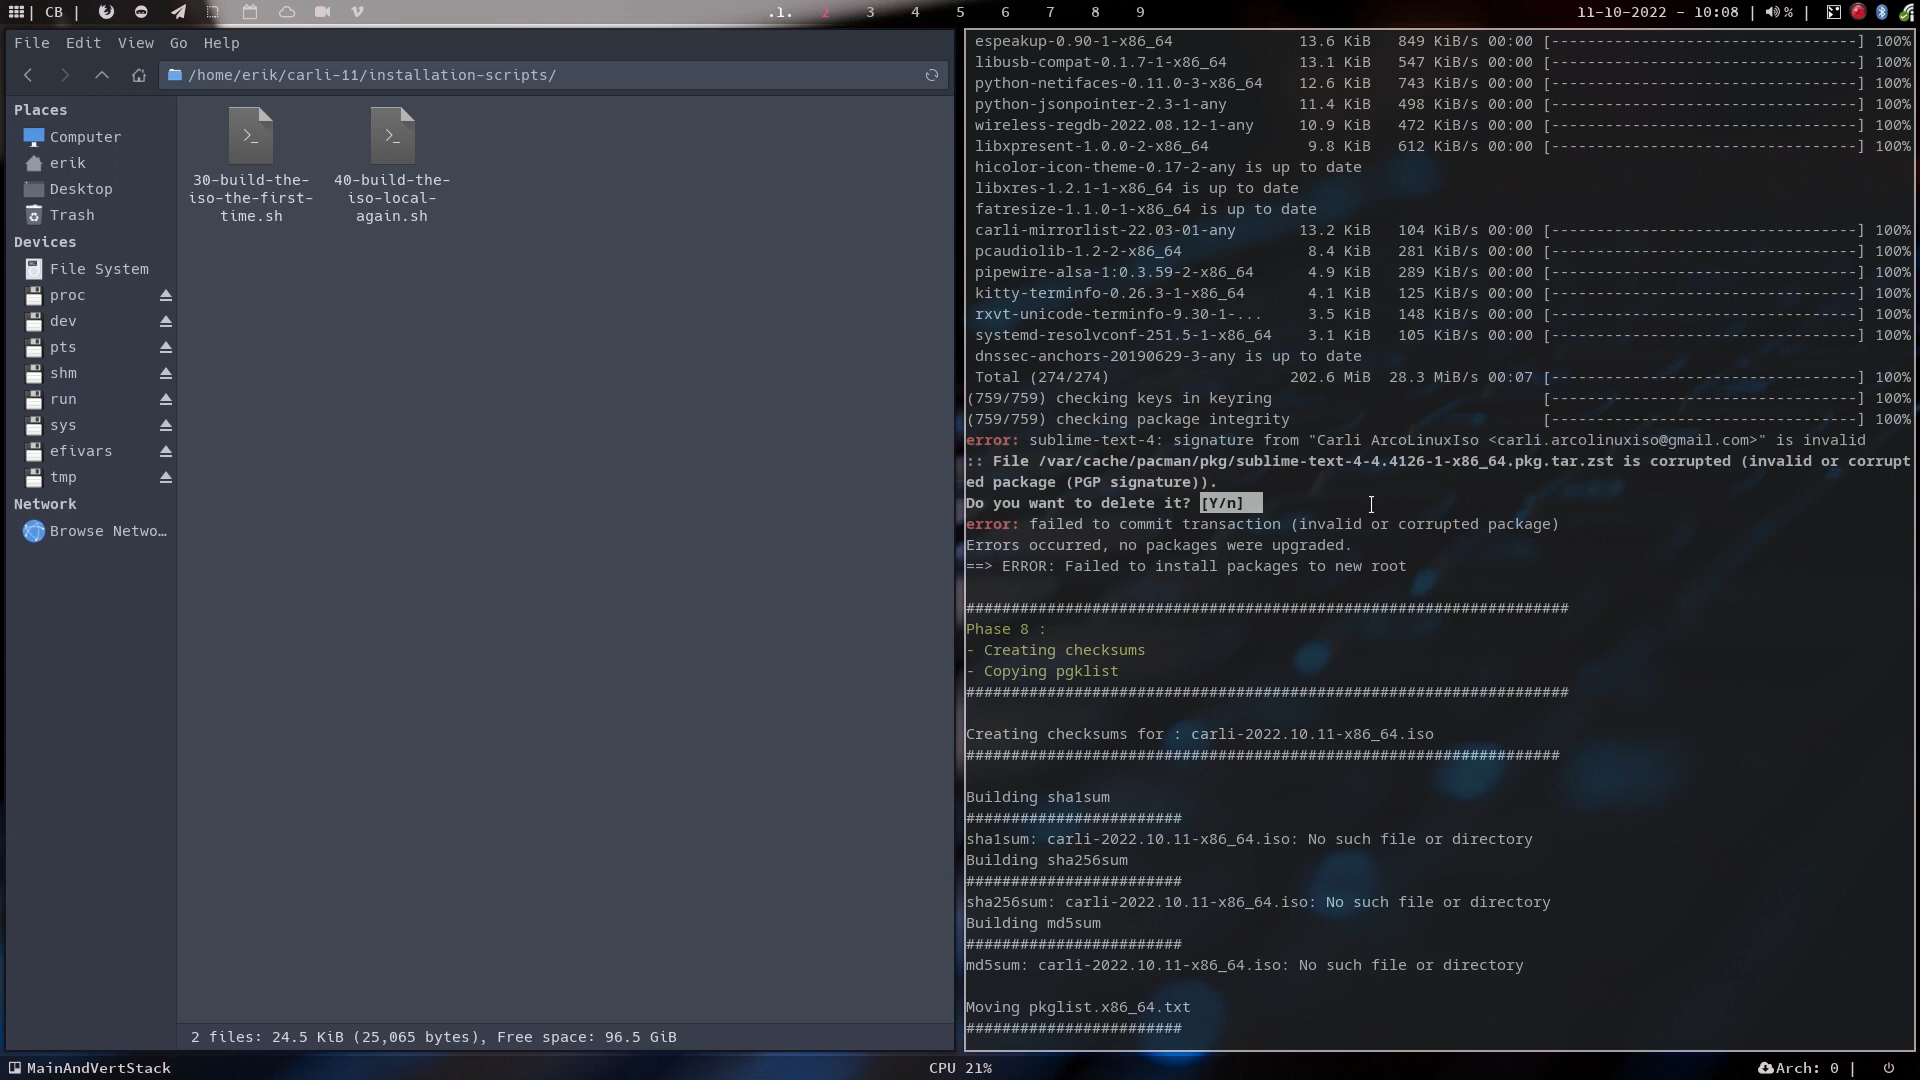 | CB |
.1. 2 3 4 5 6 7 8 9
11-10-2022 - 10:08 | % |
File Edit View Go Help
/home/erik/carli-11/installation-scripts/
Places
Computer
erik
Desktop
Trash
Devices
File System
proc
dev
pts
shm
run
sys
efivars
tmp
Network
Browse Netwo…
30-build-the-
iso-the-first-
time.sh
40-build-the-
iso-local-
again.sh
2 files: 24.5 KiB (25,065 bytes), Free space: 96.5 GiB
espeakup-0.90-1-x86_64 13.6 KiB 849 KiB/s 00:00 [----------------------------------] 100%
libusb-compat-0.1.7-1-x86_64 13.1 KiB 547 KiB/s 00:00 [----------------------------------] 100%
python-netifaces-0.11.0-3-x86_64 12.6 KiB 743 KiB/s 00:00 [----------------------------------] 100%
python-jsonpointer-2.3-1-any 11.4 KiB 498 KiB/s 00:00 [----------------------------------] 100%
wireless-regdb-2022.08.12-1-any 10.9 KiB 472 KiB/s 00:00 [----------------------------------] 100%
libxpresent-1.0.0-2-x86_64 9.8 KiB 612 KiB/s 00:00 [----------------------------------] 100%
hicolor-icon-theme-0.17-2-any is up to date
libxres-1.2.1-1-x86_64 is up to date
fatresize-1.1.0-1-x86_64 is up to date
carli-mirrorlist-22.03-01-any 13.2 KiB 104 KiB/s 00:00 [----------------------------------] 100%
pcaudiolib-1.2-2-x86_64 8.4 KiB 281 KiB/s 00:00 [----------------------------------] 100%
pipewire-alsa-1:0.3.59-2-x86_64 4.9 KiB 289 KiB/s 00:00 [----------------------------------] 100%
kitty-terminfo-0.26.3-1-x86_64 4.1 KiB 125 KiB/s 00:00 [----------------------------------] 100%
rxvt-unicode-terminfo-9.30-1-... 3.5 KiB 148 KiB/s 00:00 [----------------------------------] 100%
systemd-resolvconf-251.5-1-x86_64 3.1 KiB 105 KiB/s 00:00 [----------------------------------] 100%
dnssec-anchors-20190629-3-any is up to date
Total (274/274) 202.6 MiB 28.3 MiB/s 00:07 [----------------------------------] 100%
(759/759) checking keys in keyring [----------------------------------] 100%
(759/759) checking package integrity [----------------------------------] 100%
error: sublime-text-4: signature from "Carli ArcoLinuxIso <carli.arcolinuxiso@gmail.com>" is invalid
:: File /var/cache/pacman/pkg/sublime-text-4-4.4126-1-x86_64.pkg.tar.zst is corrupted (invalid or corrupt
ed package (PGP signature)).
Do you want to delete it? [Y/n]
error: failed to commit transaction (invalid or corrupted package)
Errors occurred, no packages were upgraded.
==> ERROR: Failed to install packages to new root
###################################################################
Phase 8 :
- Creating checksums
- Copying pgklist
###################################################################
Creating checksums for : carli-2022.10.11-x86_64.iso
##################################################################
Building sha1sum
########################
sha1sum: carli-2022.10.11-x86_64.iso: No such file or directory
Building sha256sum
########################
sha256sum: carli-2022.10.11-x86_64.iso: No such file or directory
Building md5sum
########################
md5sum: carli-2022.10.11-x86_64.iso: No such file or directory
Moving pkglist.x86_64.txt
########################
MainAndVertStack
CPU 21%
Arch: 0 |